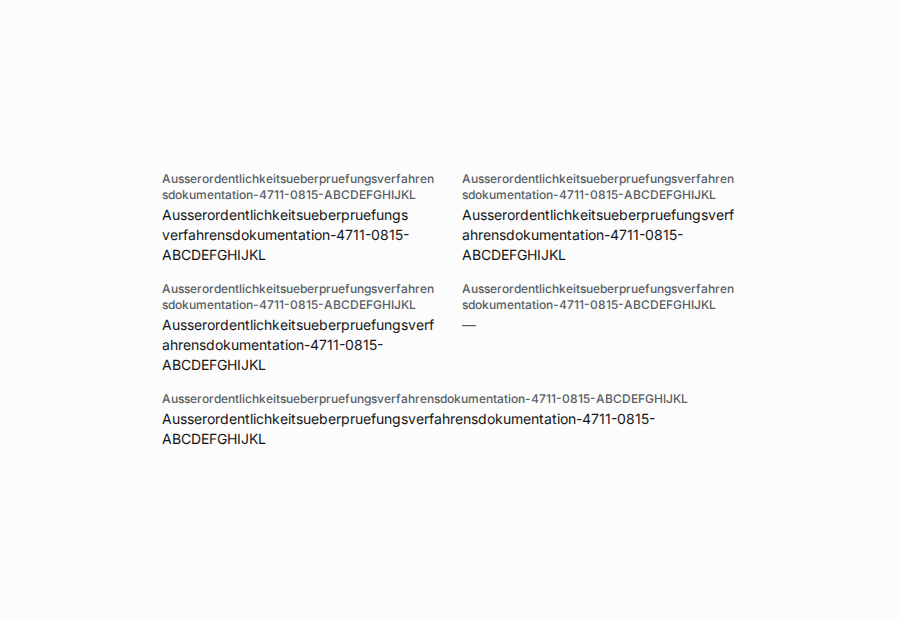 Ausserordentlichkeitsueberpruefungsverfahren
sdokumentation-4711-0815-ABCDEFGHIJKL
Ausserordentlichkeitsueberpruefungs
verfahrensdokumentation-4711-0815-
ABCDEFGHIJKL
Ausserordentlichkeitsueberpruefungsverfahren
sdokumentation-4711-0815-ABCDEFGHIJKL
Ausserordentlichkeitsueberpruefungsverf
ahrensdokumentation-4711-0815-
ABCDEFGHIJKL
Ausserordentlichkeitsueberpruefungsverfahren
sdokumentation-4711-0815-ABCDEFGHIJKL
Ausserordentlichkeitsueberpruefungsverf
ahrensdokumentation-4711-0815-
ABCDEFGHIJKL
Ausserordentlichkeitsueberpruefungsverfahren
sdokumentation-4711-0815-ABCDEFGHIJKL
—
Ausserordentlichkeitsueberpruefungsverfahrensdokumentation-4711-0815-ABCDEFGHIJKL
Ausserordentlichkeitsueberpruefungsverfahrensdokumentation-4711-0815-
ABCDEFGHIJKL